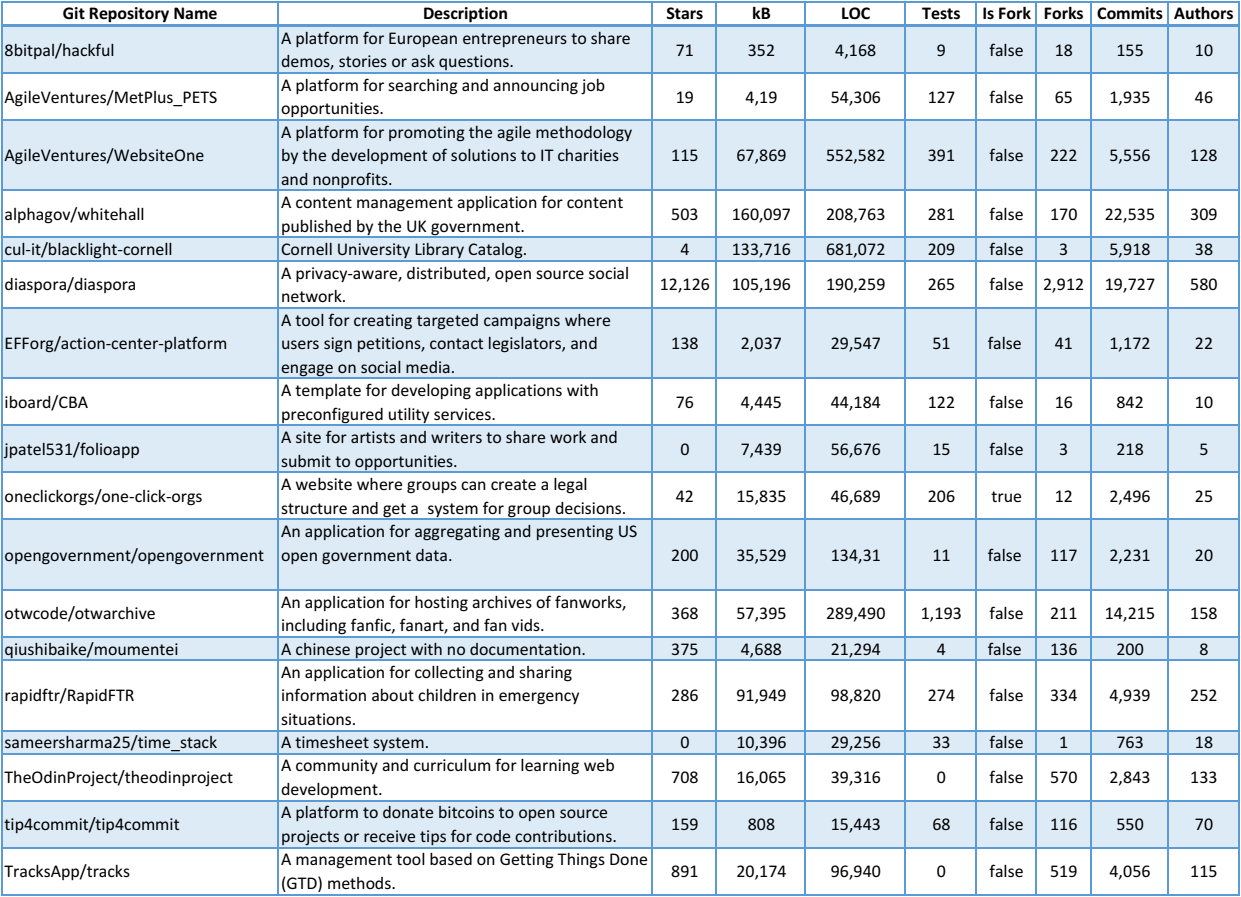 Git Repository Name Description Stars kB LOC Tests Is Fork Forks Commits Authors
8bitpal/hackful A platform for European entrepreneurs to share
demos, stories or ask questions. 71 352 4,168 9 false 18 155 10
AgileVentures/MetPlus_PETS A platform for searching and announcing job
opportunities. 19 4,19 54,306 127 false 65 1,935 46
AgileVentures/WebsiteOne A platform for promoting the agile methodology
by the development of solutions to IT charities
and nonprofits. 115 67,869 552,582 391 false 222 5,556 128
alphagov/whitehall A content management application for content
published by the UK government. 503 160,097 208,763 281 false 170 22,535 309
cul-it/blacklight-cornell Cornell University Library Catalog. 4 133,716 681,072 209 false 3 5,918 38
diaspora/diaspora A privacy-aware, distributed, open source social
network. 12,126 105,196 190,259 265 false 2,912 19,727 580
EFForg/action-center-platform A tool for creating targeted campaigns where
users sign petitions, contact legislators, and
engage on social media. 138 2,037 29,547 51 false 41 1,172 22
iboard/CBA A template for developing applications with
preconfigured utility services. 76 4,445 44,184 122 false 16 842 10
jpatel531/folioapp A site for artists and writers to share work and
submit to opportunities. 0 7,439 56,676 15 false 3 218 5
oneclickorgs/one-click-orgs A website where groups can create a legal
structure and get a system for group decisions. 42 15,835 46,689 206 true 12 2,496 25
opengovernment/opengovernment An application for aggregating and presenting US
open government data. 200 35,529 134,31 11 false 117 2,231 20
otwcode/otwarchive An application for hosting archives of fanworks,
including fanfic, fanart, and fan vids. 368 57,395 289,490 1,193 false 211 14,215 158
qiushibaike/moumentei A chinese project with no documentation. 375 4,688 21,294 4 false 136 200 8
rapidftr/RapidFTR An application for collecting and sharing
information about children in emergency
situations. 286 91,949 98,820 274 false 334 4,939 252
sameersharma25/time_stack A timesheet system. 0 10,396 29,256 33 false 1 763 18
TheOdinProject/theodinproject A community and curriculum for learning web
development. 708 16,065 39,316 0 false 570 2,843 133
tip4commit/tip4commit A platform to donate bitcoins to open source
projects or receive tips for code contributions. 159 808 15,443 68 false 116 550 70
TracksApp/tracks A management tool based on Getting Things Done
(GTD) methods. 891 20,174 96,940 0 false 519 4,056 115